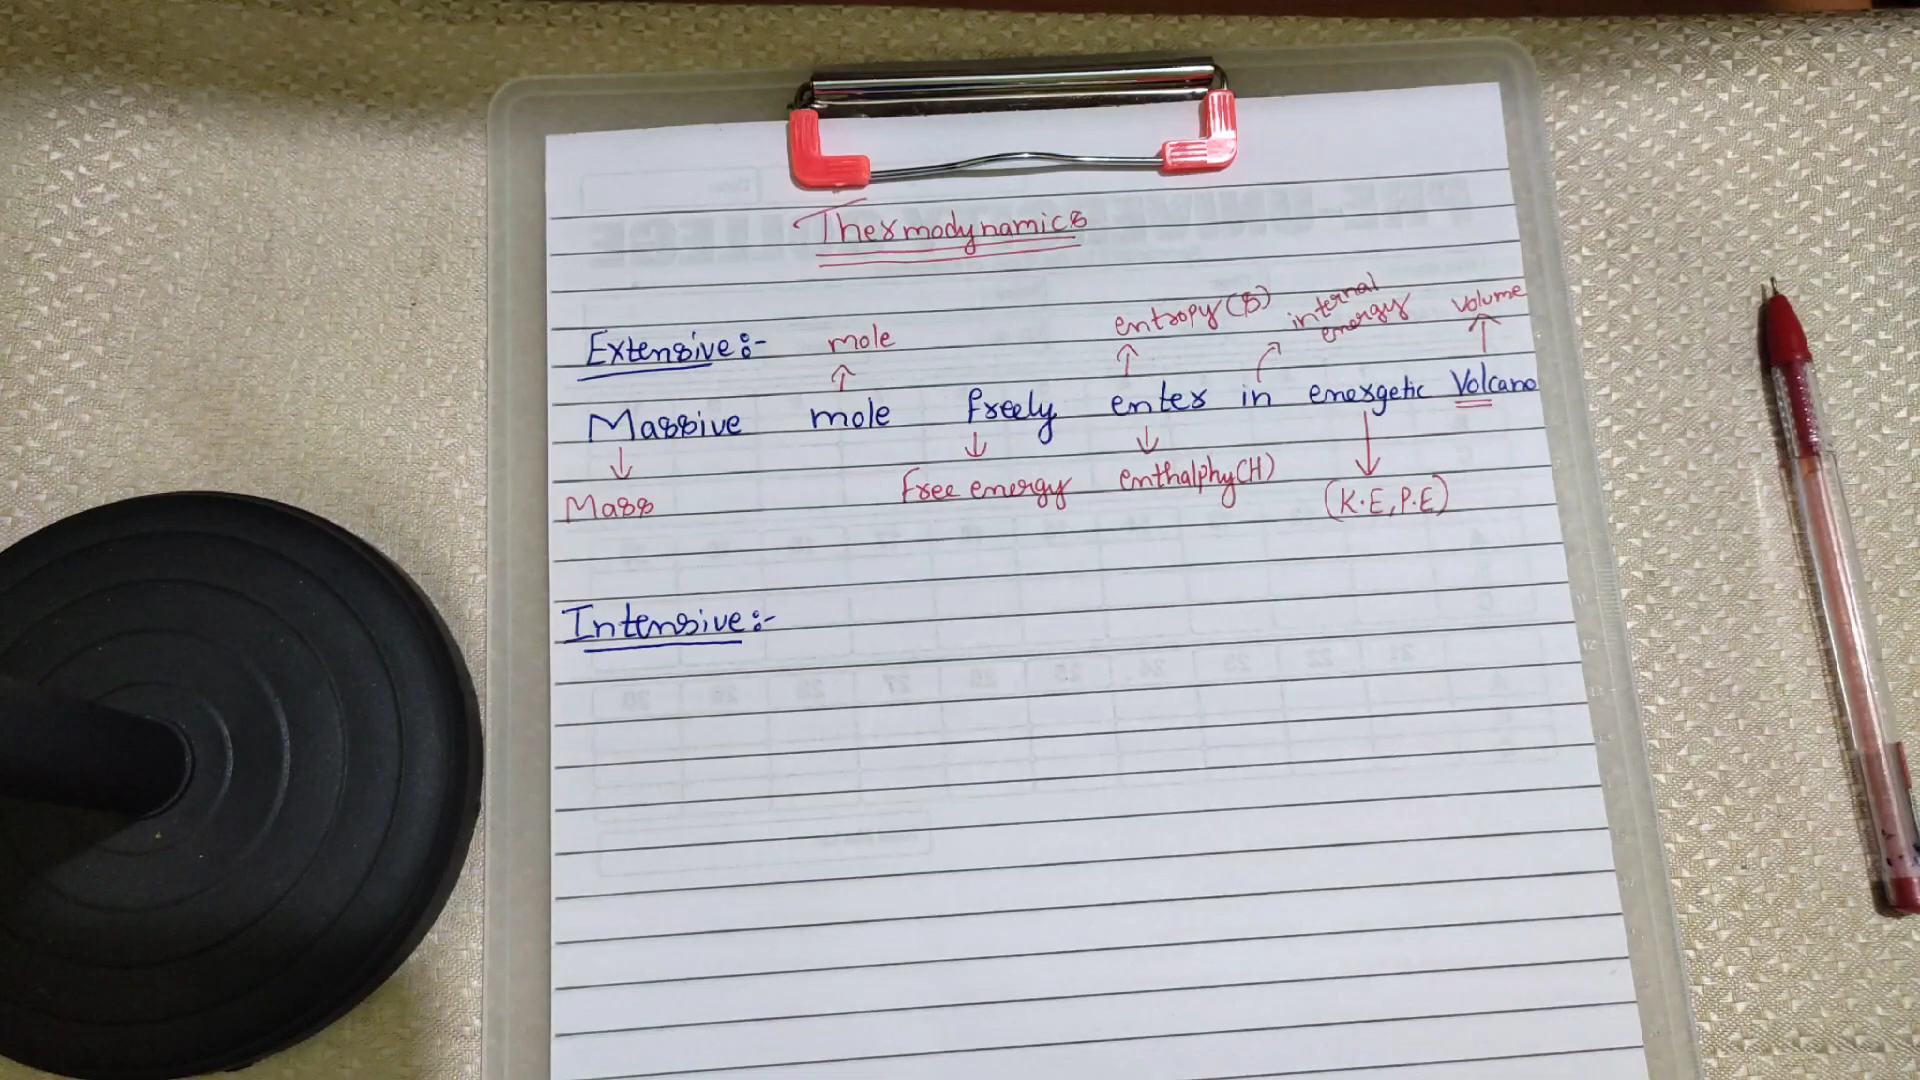 Thermodynamics
Extensive:-
mole
entropy(S)
internal
energy
Volume
Massive mole freely enter in energetic Volcano
Mass
Free energy
enthalphy(H)
(K.E, P.E)
Intensive:-